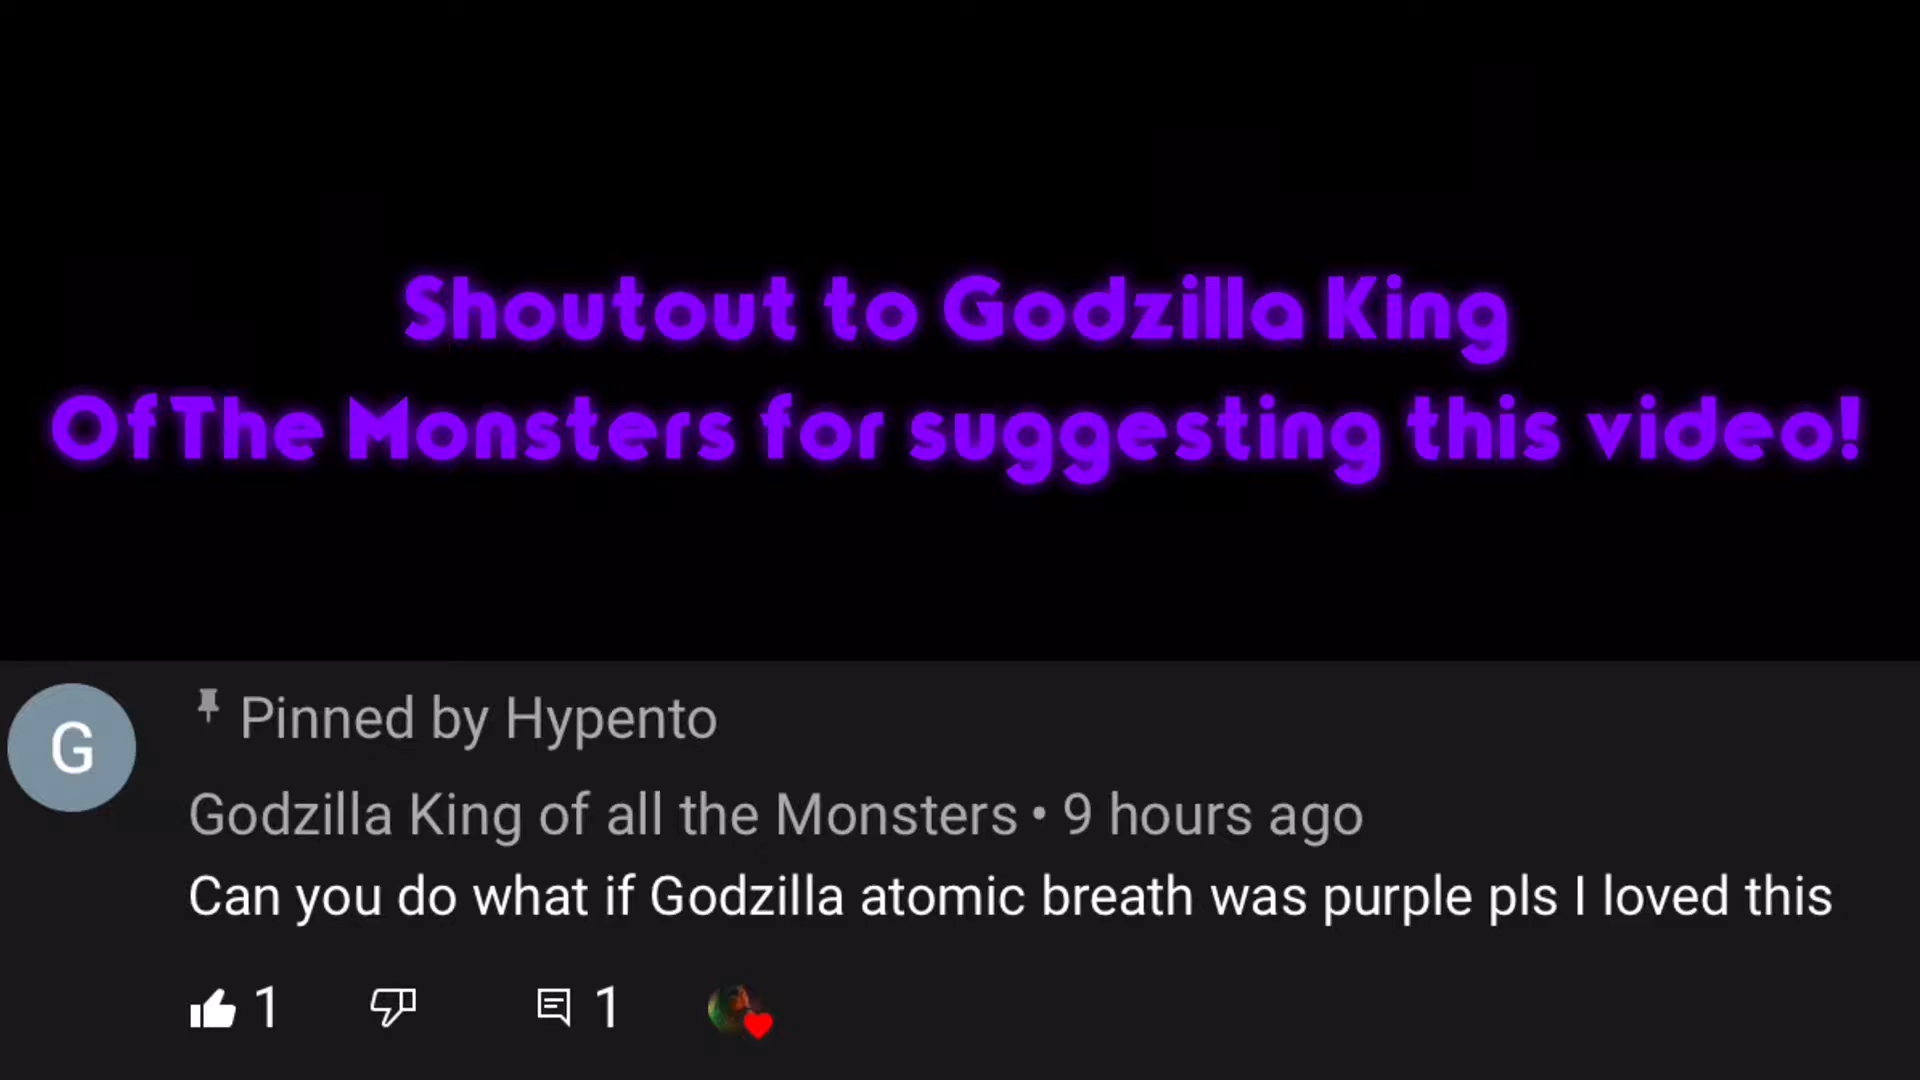 Shoutout to Godzilla King
Of The Monsters for suggesting this video!
G
Pinned by Hypento
Godzilla King of all the Monsters • 9 hours ago
Can you do what if Godzilla atomic breath was purple pls I loved this
1 1